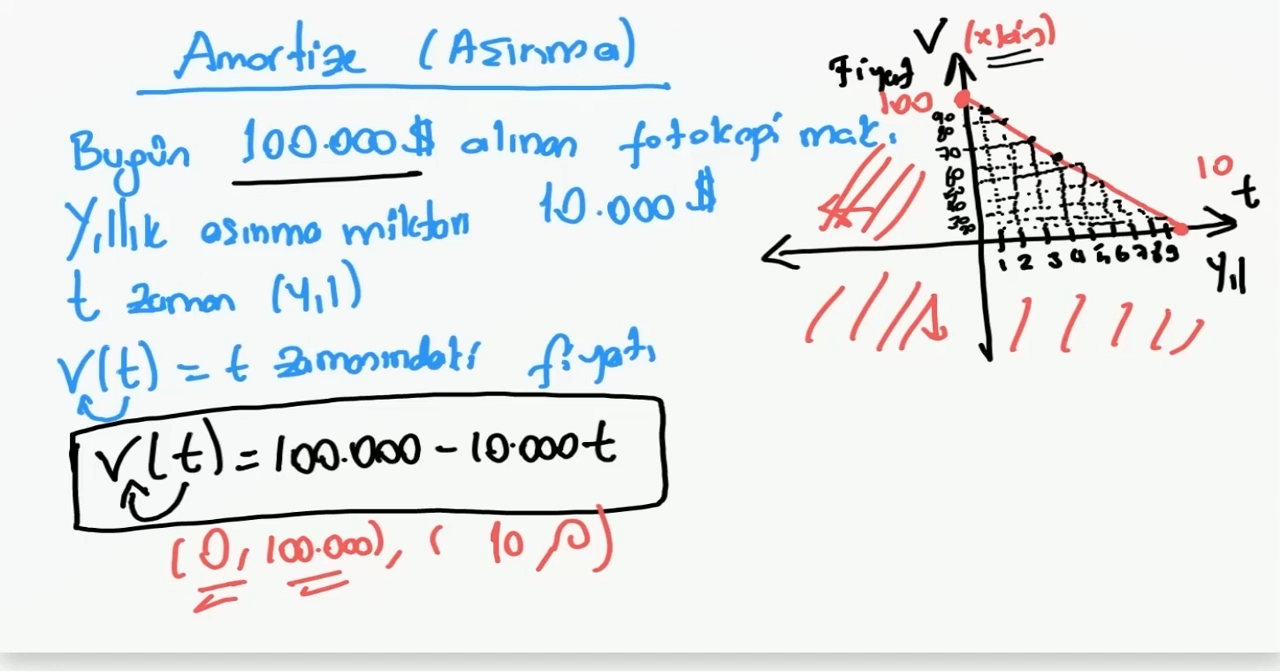 Amortize (Aşınma)
Bugün 100.000$ alınan fotokopi mak.
Yıllık aşınma miktarı 10.000$
t zaman (Yıl)
V(t) = t zamanındaki fiyatı
V(t) = 100.000 - 10.000t
(0, 100.000), ( 10, 0)
V (x bin)
Fiyat
100
90
80
70
10
t
1 2 3 4 5 6 7 8 9
Yıl